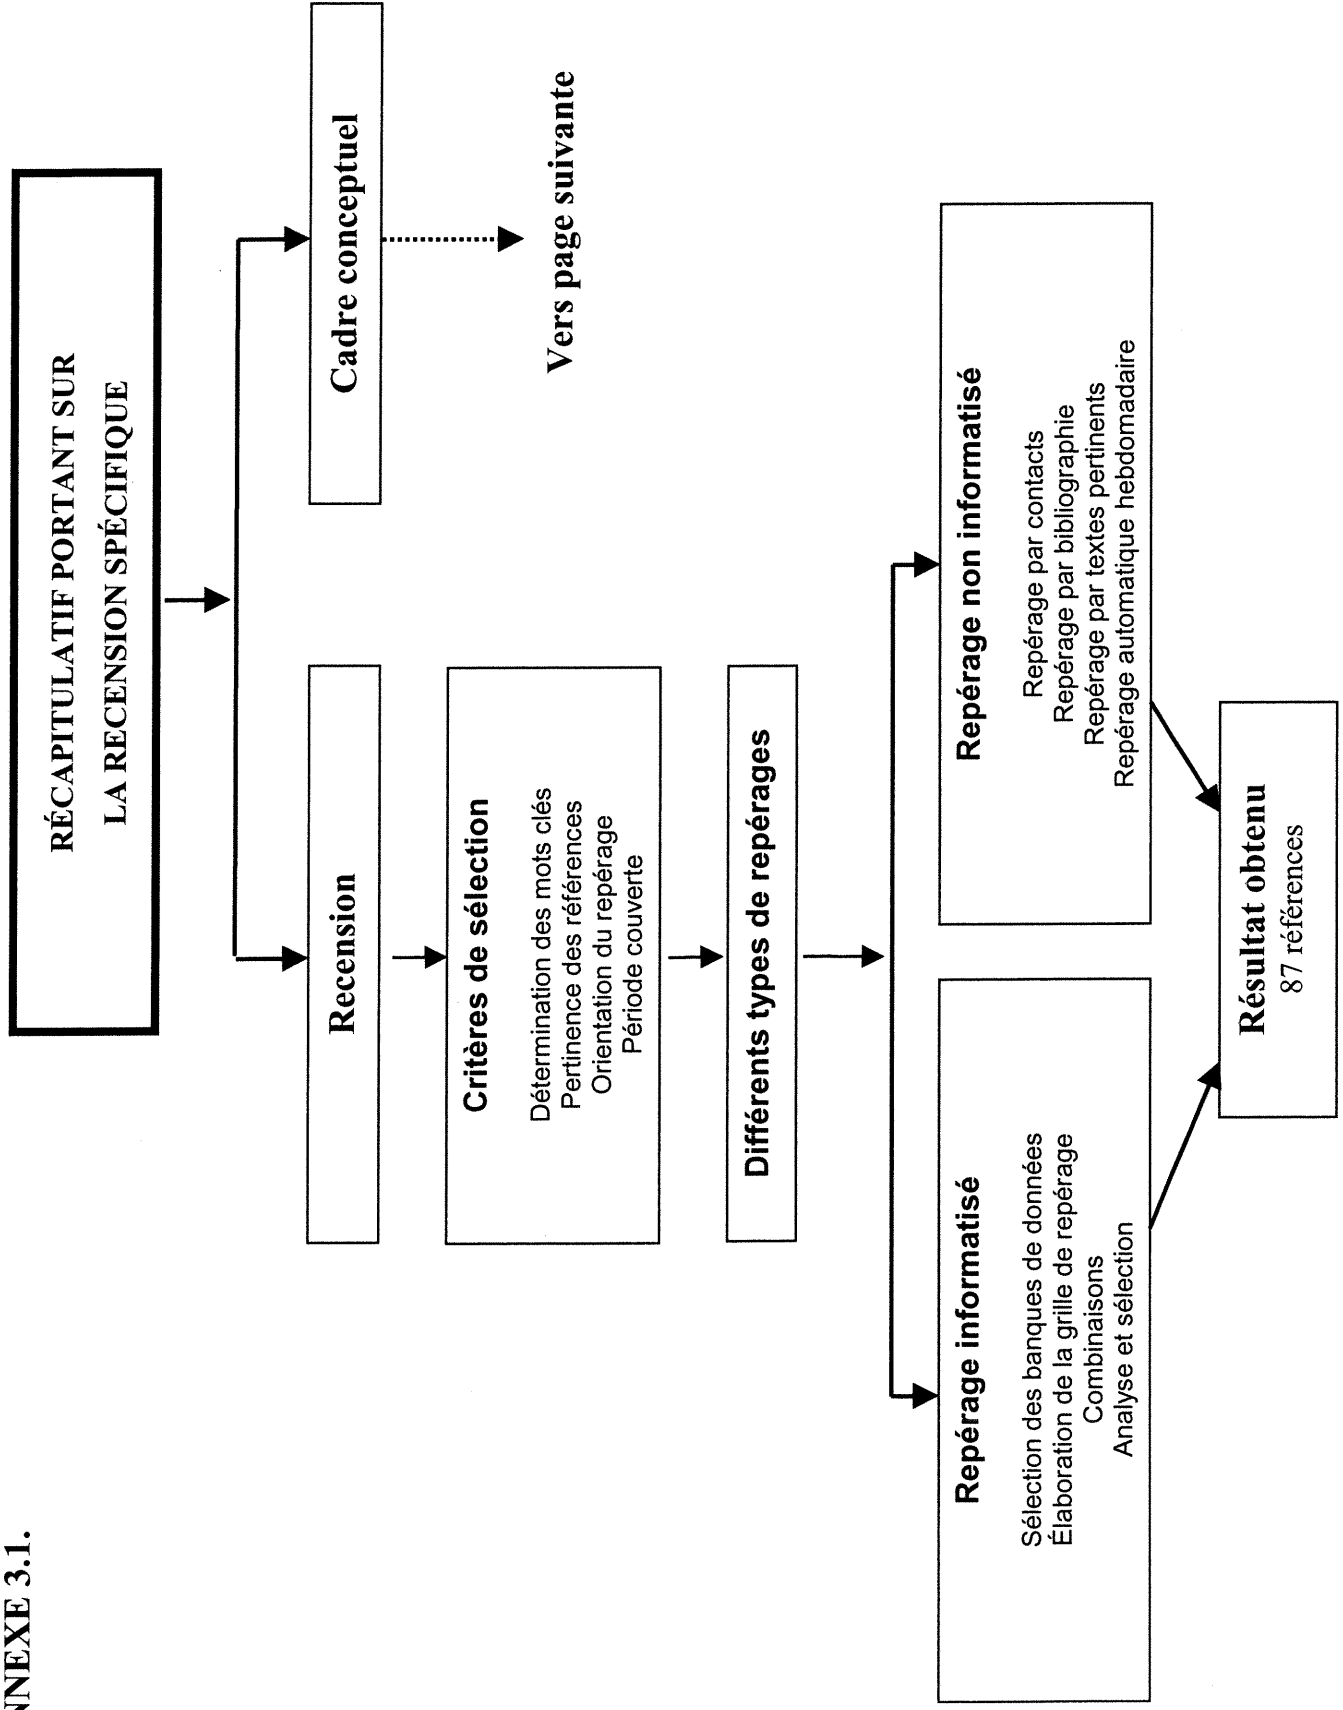 NNEXE 3.1.
RÉCAPITULATIF PORTANT SUR
LA RECENSION SPÉCIFIQUE
Recension
Cadre conceptuel
Critères de sélection
Détermination des mots clés
Pertinence des références
Orientation du repérage
Période couverte
Vers page suivante
Différents types de repérages
Repérage informatisé
Sélection des banques de données
Élaboration de la grille de repérage
Combinaisons
Analyse et sélection
Repérage non informatisé
Repérage par contacts
Repérage par bibliographie
Repérage par textes pertinents
Repérage automatique hebdomadaire
Résultat obtenu
87 références